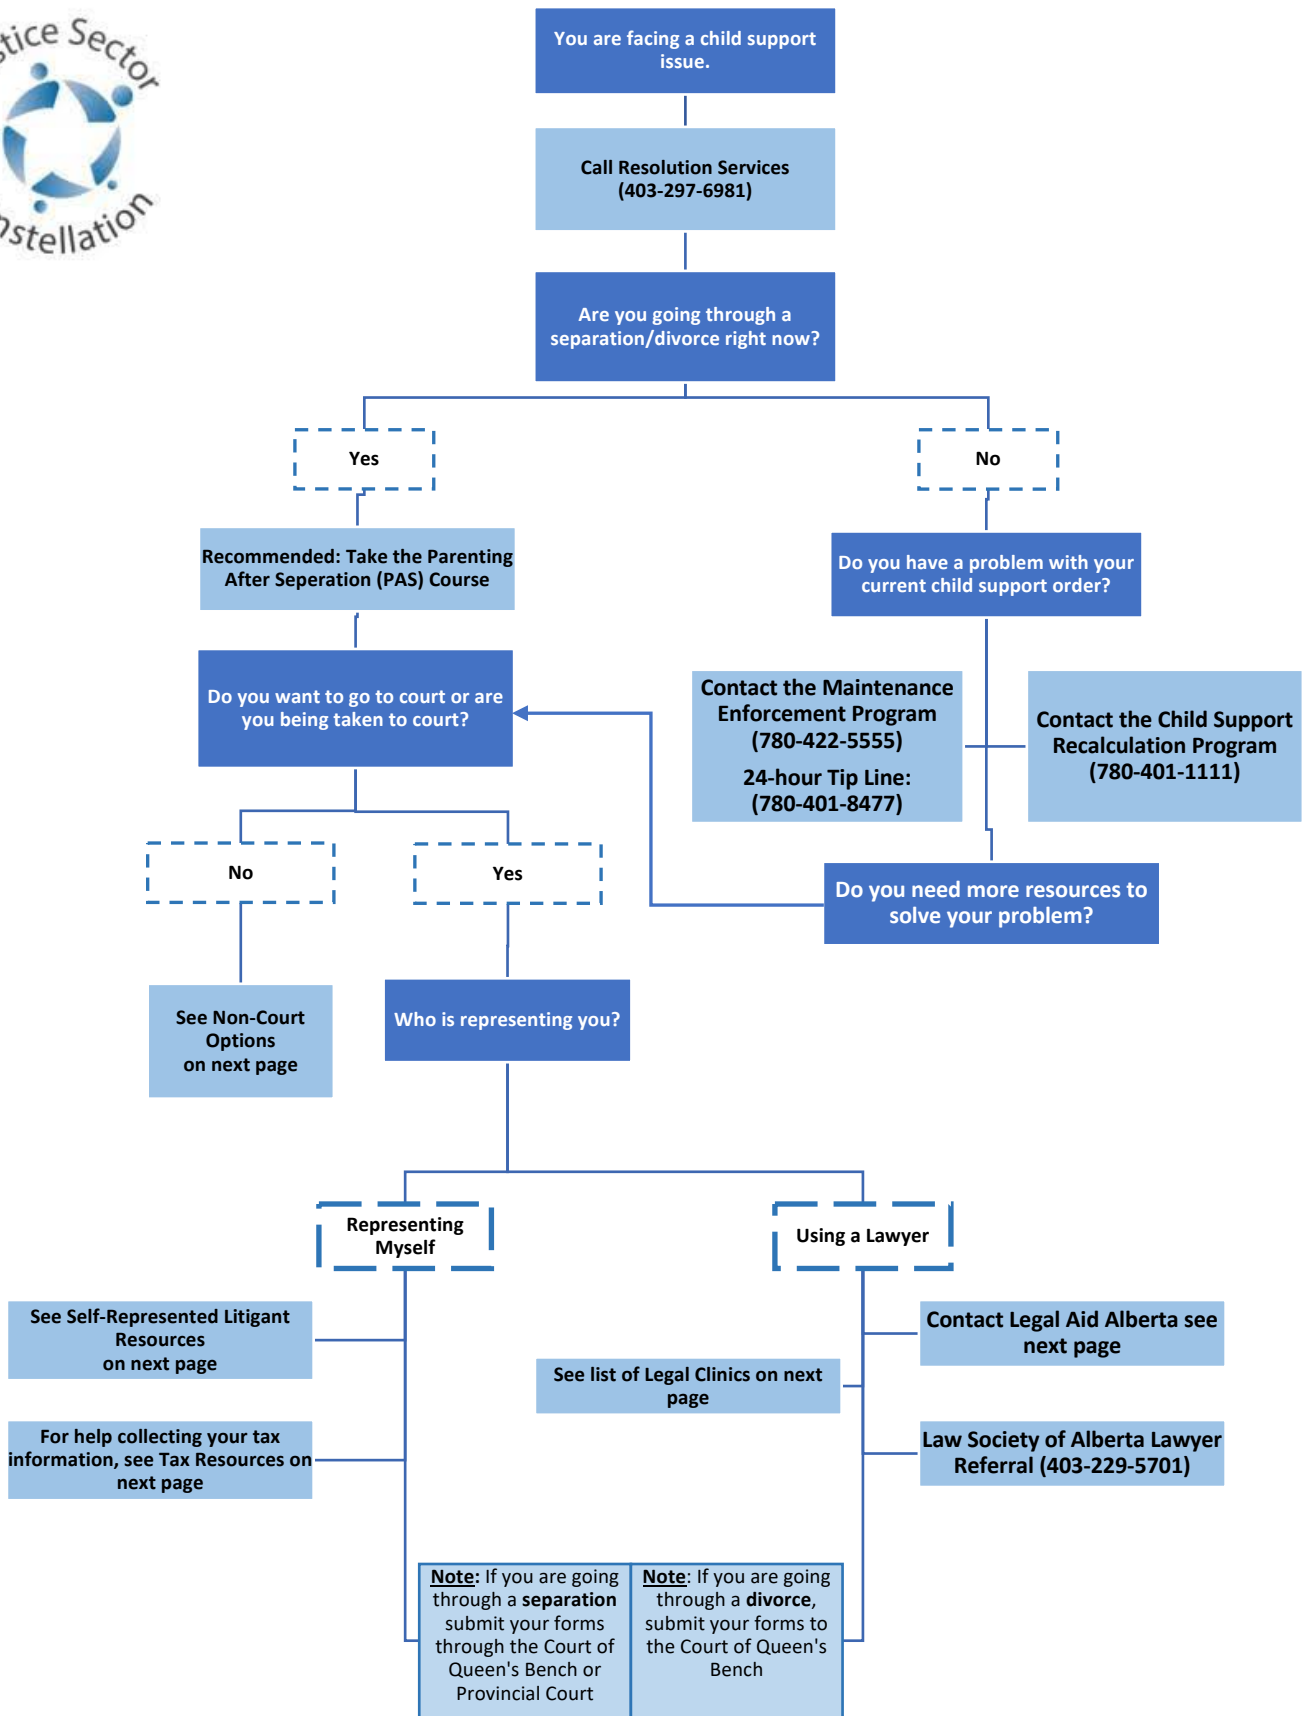 stice Sector
nstellation
You are facing a child support
issue.
Call Resolution Services
(403-297-6981)
Are you going through a
separation/divorce right now?
Yes
No
Recommended: Take the Parenting
After Seperation (PAS) Course
Do you have a problem with your
current child support order?
Do you want to go to court or are
you being taken to court?
Contact the Maintenance
Enforcement Program
(780-422-5555)
24-hour Tip Line:
(780-401-8477)
Contact the Child Support
Recalculation Program
(780-401-1111)
No
Yes
Do you need more resources to
solve your problem?
See Non-Court
Options
on next page
Who is representing you?
Representing
Myself
Using a Lawyer
See Self-Represented Litigant
Resources
on next page
Contact Legal Aid Alberta see
next page
See list of Legal Clinics on next
page
For help collecting your tax
information, see Tax Resources on
next page
Law Society of Alberta Lawyer
Referral (403-229-5701)
Note: If you are going
through a separation
submit your forms
through the Court of
Queen's Bench or
Provincial Court
Note: If you are going
through a divorce,
submit your forms to
the Court of Queen's
Bench